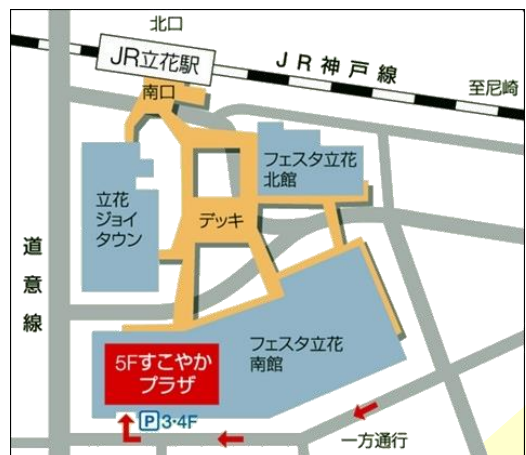 北口
JR立花駅
JR神戸線
南口
至尼崎
フェスタ立花
北館
立花
ジョイ
タウン
デッキ
道意線
フェスタ立花
南館
5Fすこやか
プラザ
P3・4F
一方通行